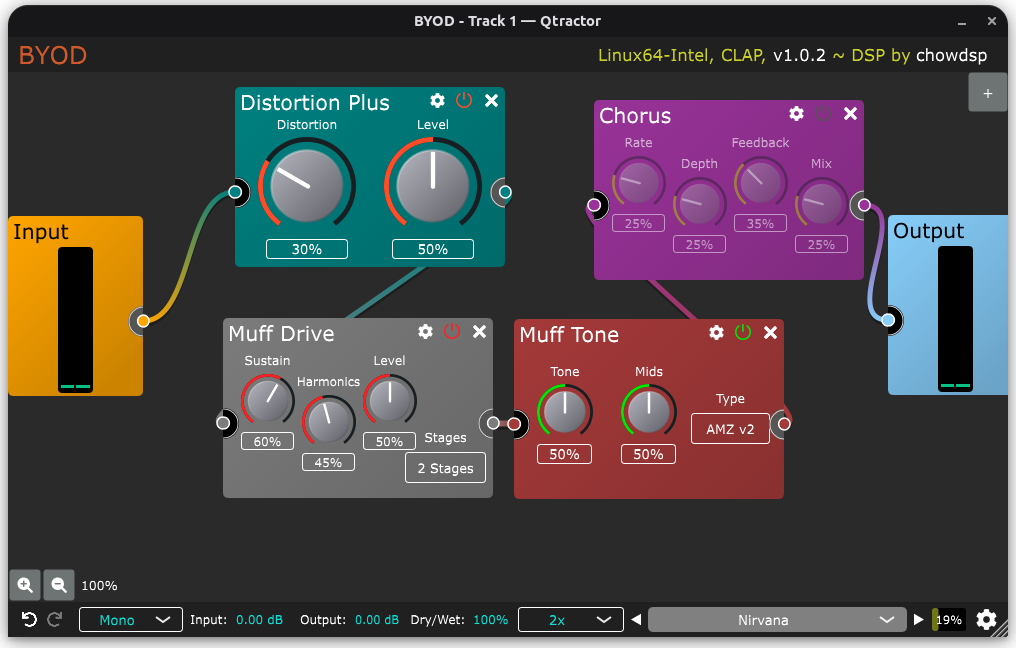 BYOD - Track 1 — Qtractor
BYOD
Linux64-Intel, CLAP, v1.0.2 ~ DSP by chowdsp
+
Distortion Plus
Distortion
Level
30%
50%
Chorus
Rate
Depth
Feedback
Mix
25%
25%
35%
25%
Input
Output
Muff Drive
Sustain
Harmonics
Level
60%
45%
50%
Stages
2 Stages
Muff Tone
Tone
Mids
Type
50%
50%
AMZ v2
100%
Mono
Input: 0.00 dB
Output: 0.00 dB
Dry/Wet: 100%
2x
Nirvana
19%